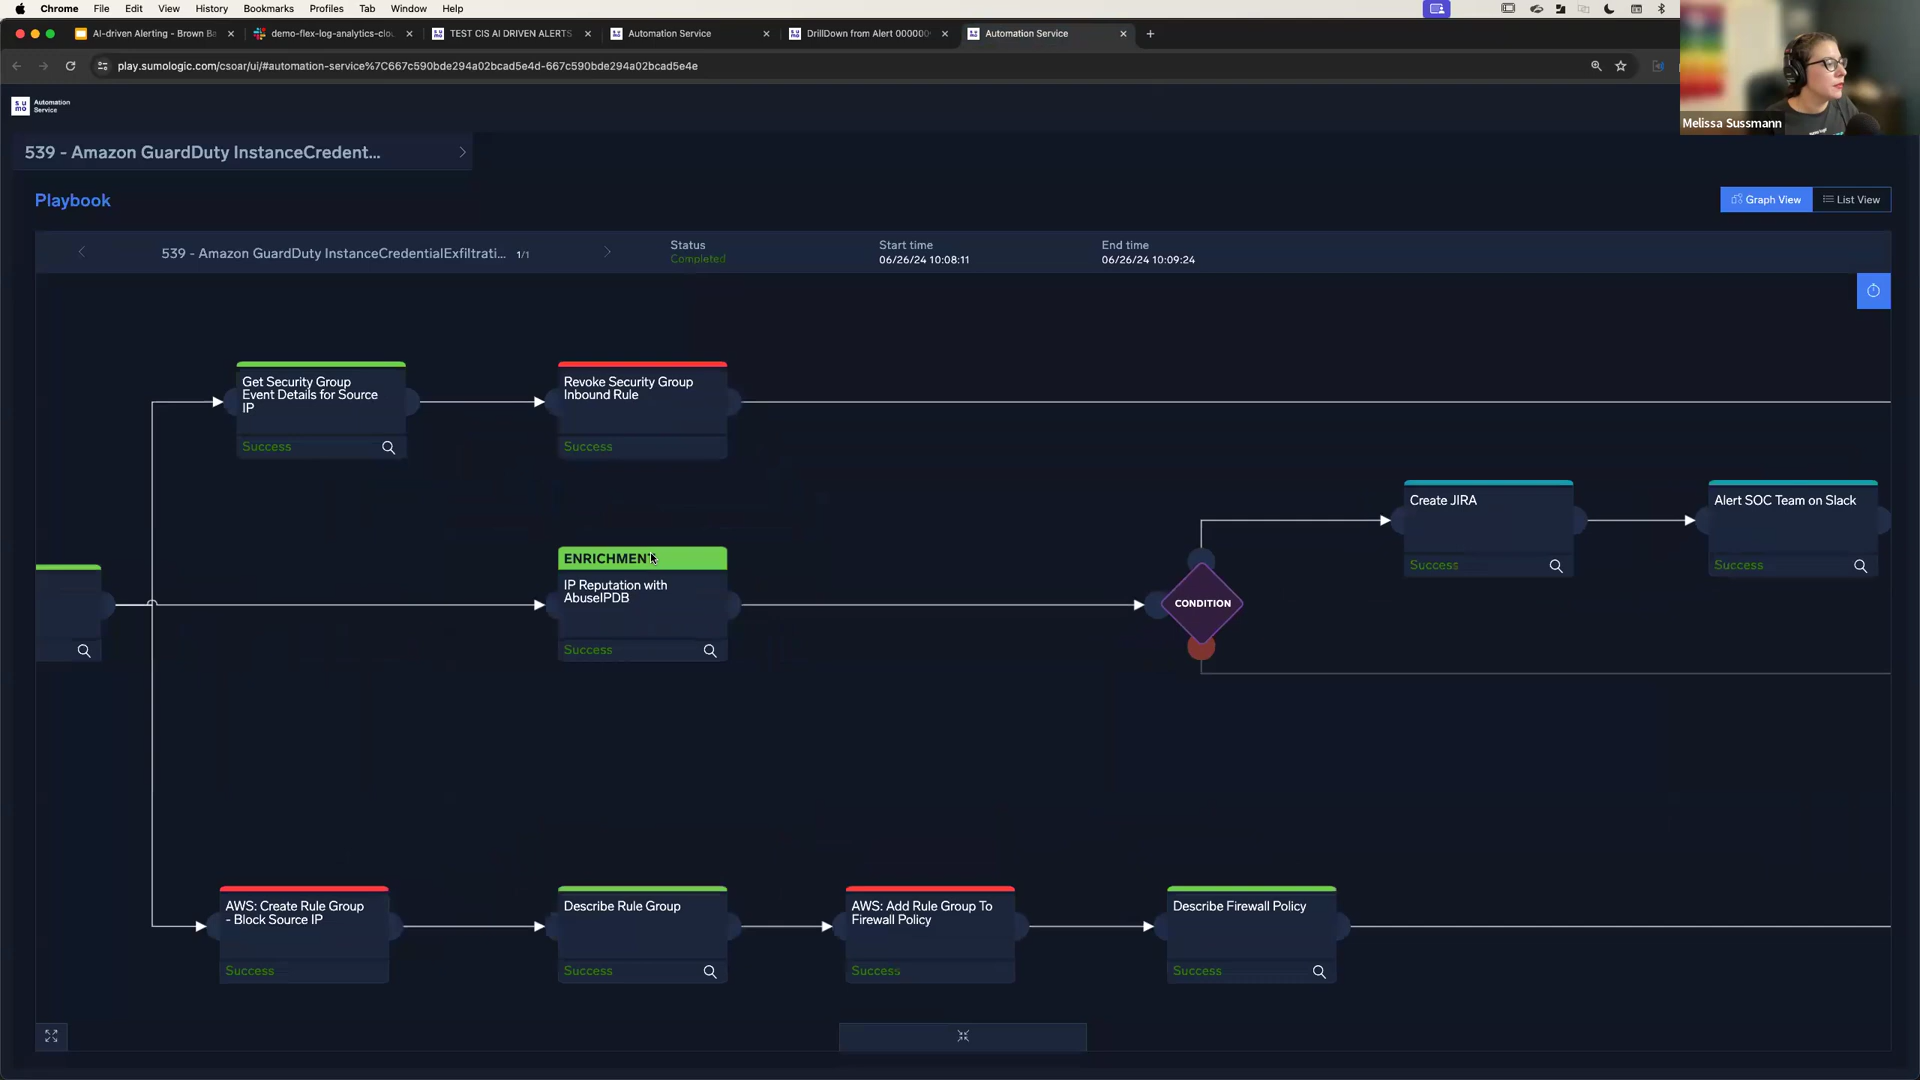 Chrome File Edit View History Bookmarks Profiles Tab Window Help
AI-driven Alerting - Brown Ba
demo-flex-log-analytics-clo
TEST CIS AI DRIVEN ALERTS
Automation Service
DrillDown from Alert 0000000
Automation Service
play.sumologic.com/csoar/ui/#automation-service%7C667c590bde294a02bcad5e4d-667c590bde294a02bcad5e4e
su
mo
Automation
Service
Melissa Sussmann
539 - Amazon GuardDuty InstanceCredent...
Playbook
Graph View
List View
539 - Amazon GuardDuty InstanceCredentialExfiltrati... 1/1
Status
Completed
Start time
06/26/24 10:08:11
End time
06/26/24 10:09:24
Get Security Group
Event Details for Source
IP
Success
Revoke Security Group
Inbound Rule
Success
Create JIRA
Success
Alert SOC Team on Slack
Success
ENRICHMENT
IP Reputation with
AbuseIPDB
Success
CONDITION
AWS: Create Rule Group
- Block Source IP
Success
Describe Rule Group
Success
AWS: Add Rule Group To
Firewall Policy
Success
Describe Firewall Policy
Success